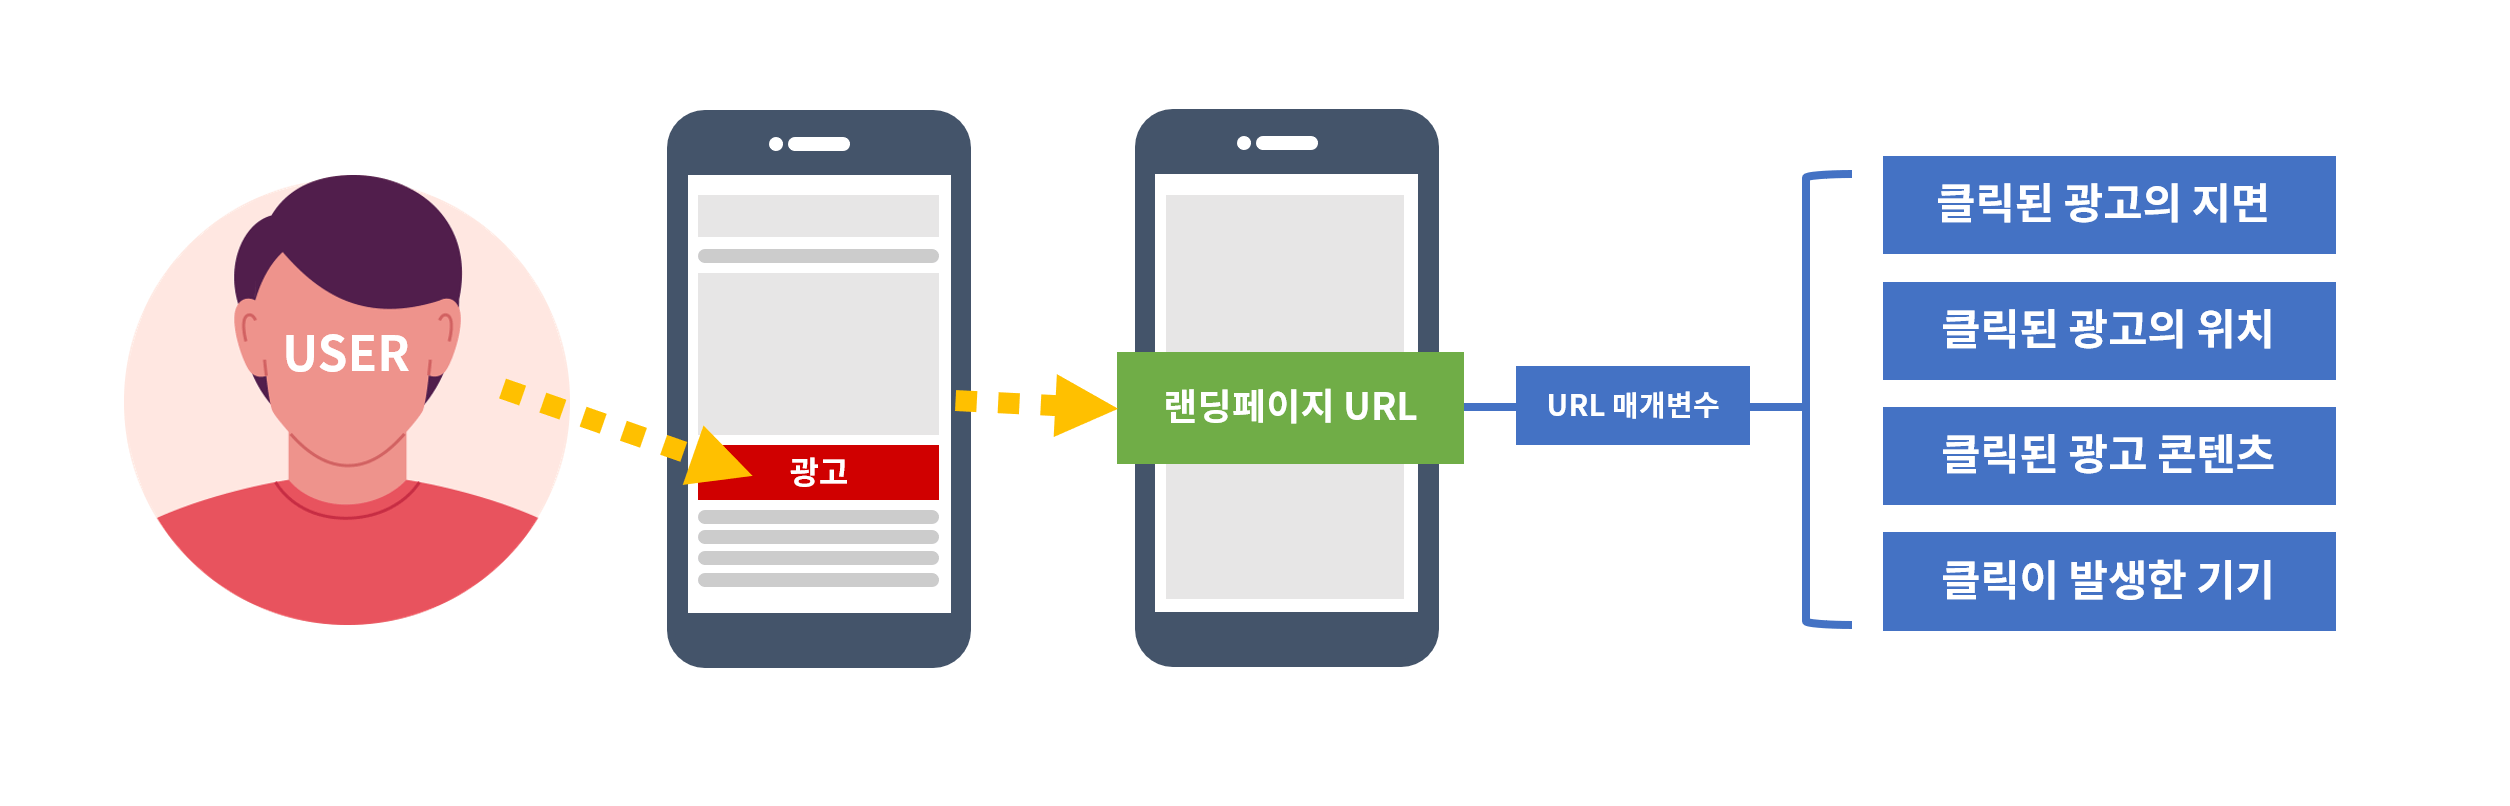 USER
광고
랜딩페이지 URL
URL 매개변수
클릭된 광고의 지면
클릭된 광고의 위치
클릭된 광고 콘텐츠
클릭이 발생한 기기